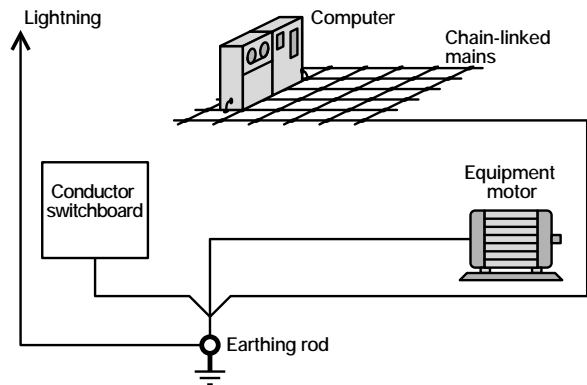 Lightning
Computer
Chain-linked
mains
Conductor
switchboard
Equipment
motor
Earthing rod